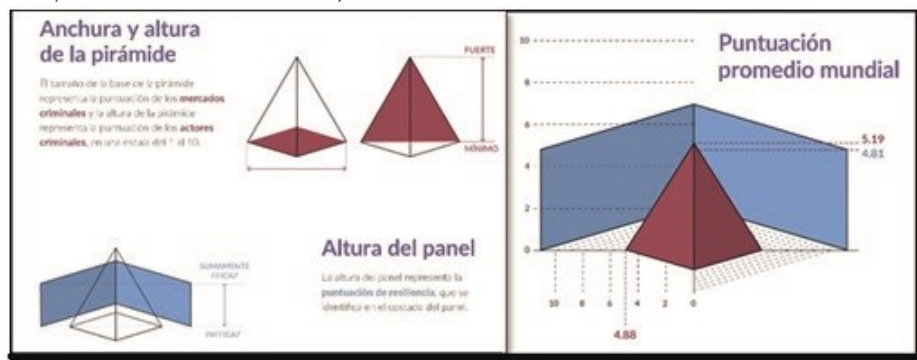 Anchura y altura
de la pirámide
El tamaño de la base de la pirámide
representa la puntuación de los mercados
criminales y la altura de la pirámide
representa la puntuación de los actores
criminales, en una escala del 1 al 10.
FUERTE
MÍNIMO
SUMAMENTE
EFICAZ
INEFICAZ
Altura del panel
La altura del panel representa la
puntuación de resiliencia, que se
identifica en el costado del panel.
Puntuación
promedio mundial
10
8
6
4
2
0
5.19
4.81
10 8 6 4 2 0
4.88